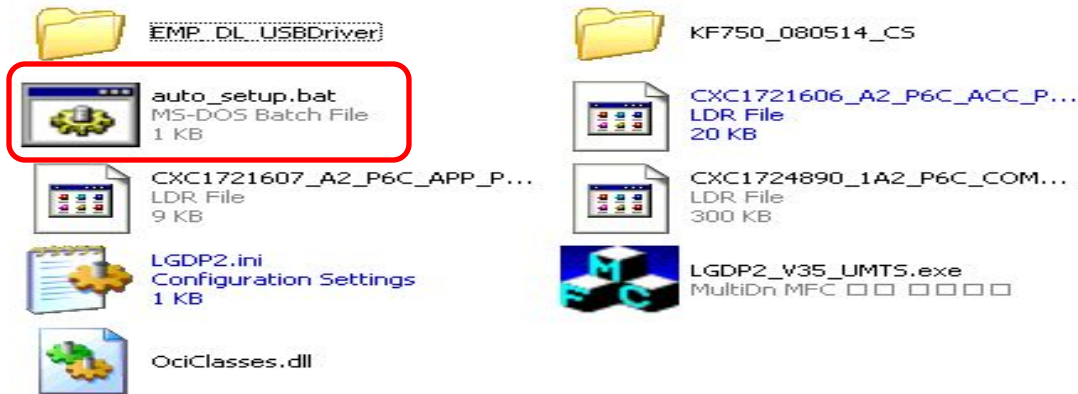 EMP_DL_USBDriver
KF750_080514_CS
auto_setup.bat
MS-DOS Batch File
1 KB
CXC1721606_A2_P6C_ACC_P...
LDR File
20 KB
CXC1721607_A2_P6C_APP_P...
LDR File
9 KB
CXC1724890_1A2_P6C_COM...
LDR File
300 KB
LGDP2.ini
Configuration Settings
1 KB
LGDP2_V35_UMTS.exe
MultiDn MFC □□ □□□□
OciClasses.dll
MFC